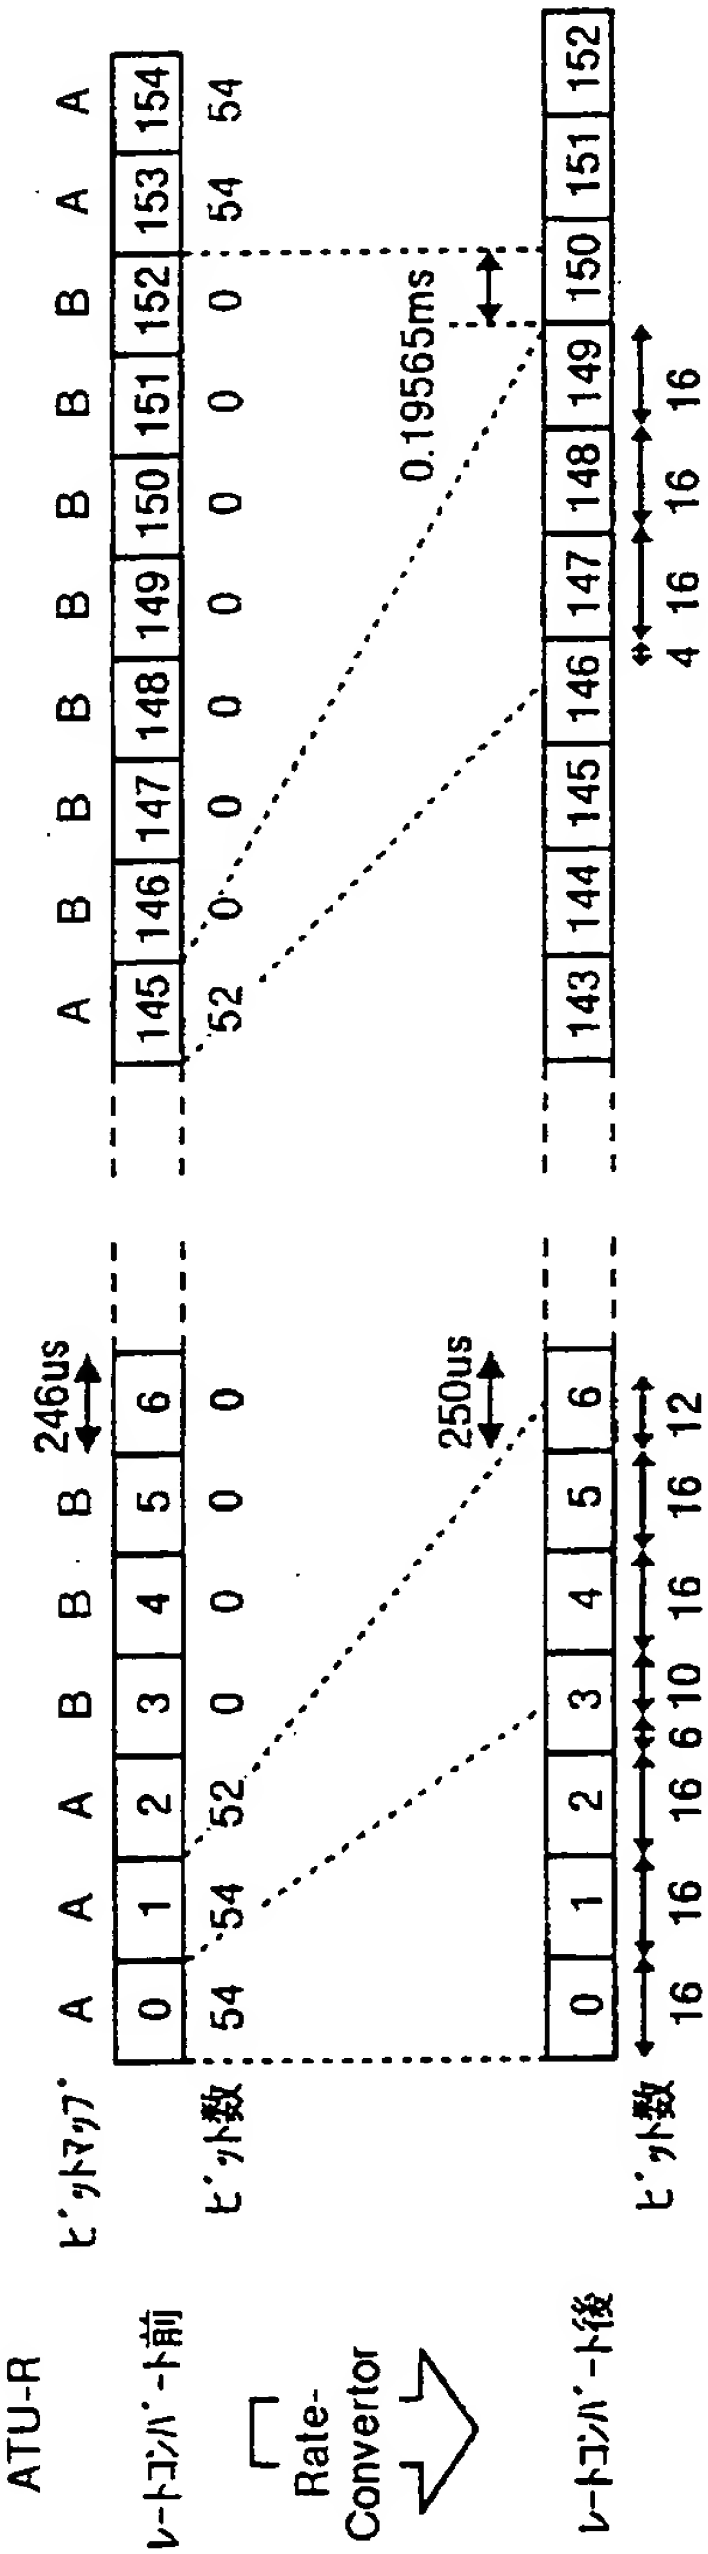 ATU-R
ビットマップ A A A B B B A B B B B B B B A A
246us
レートコンバート前 0 1 2 3 4 5 6 145 146 147 148 149 150 151 152 153 154
ビット数 54 54 52 0 0 0 0 52 0 0 0 0 0 0 0 54 54
Rate-
Convertor
0.19565ms
250us
レートコンバート後 0 1 2 3 4 5 6 143 144 145 146 147 148 149 150 151 152
ビット数 16 16 16 6 10 16 16 12 4 16 16 16